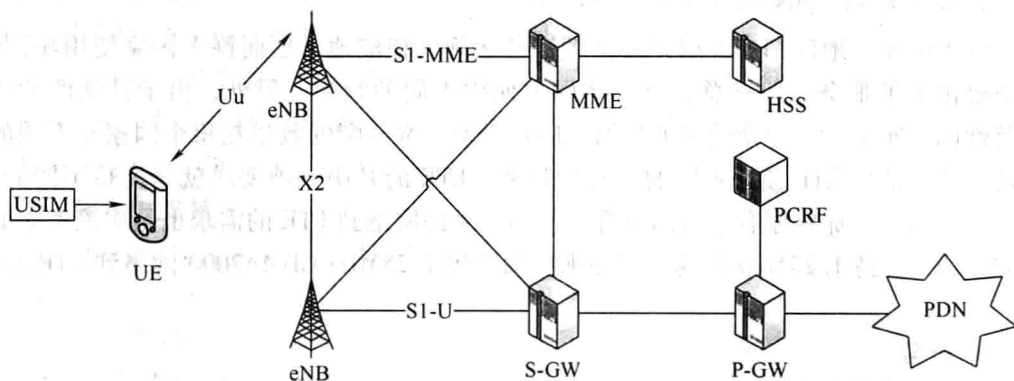 S1-MME
MME
HSS
eNB
Uu
X2
USIM
UE
PCRF
S1-U
PDN
eNB
S-GW
P-GW